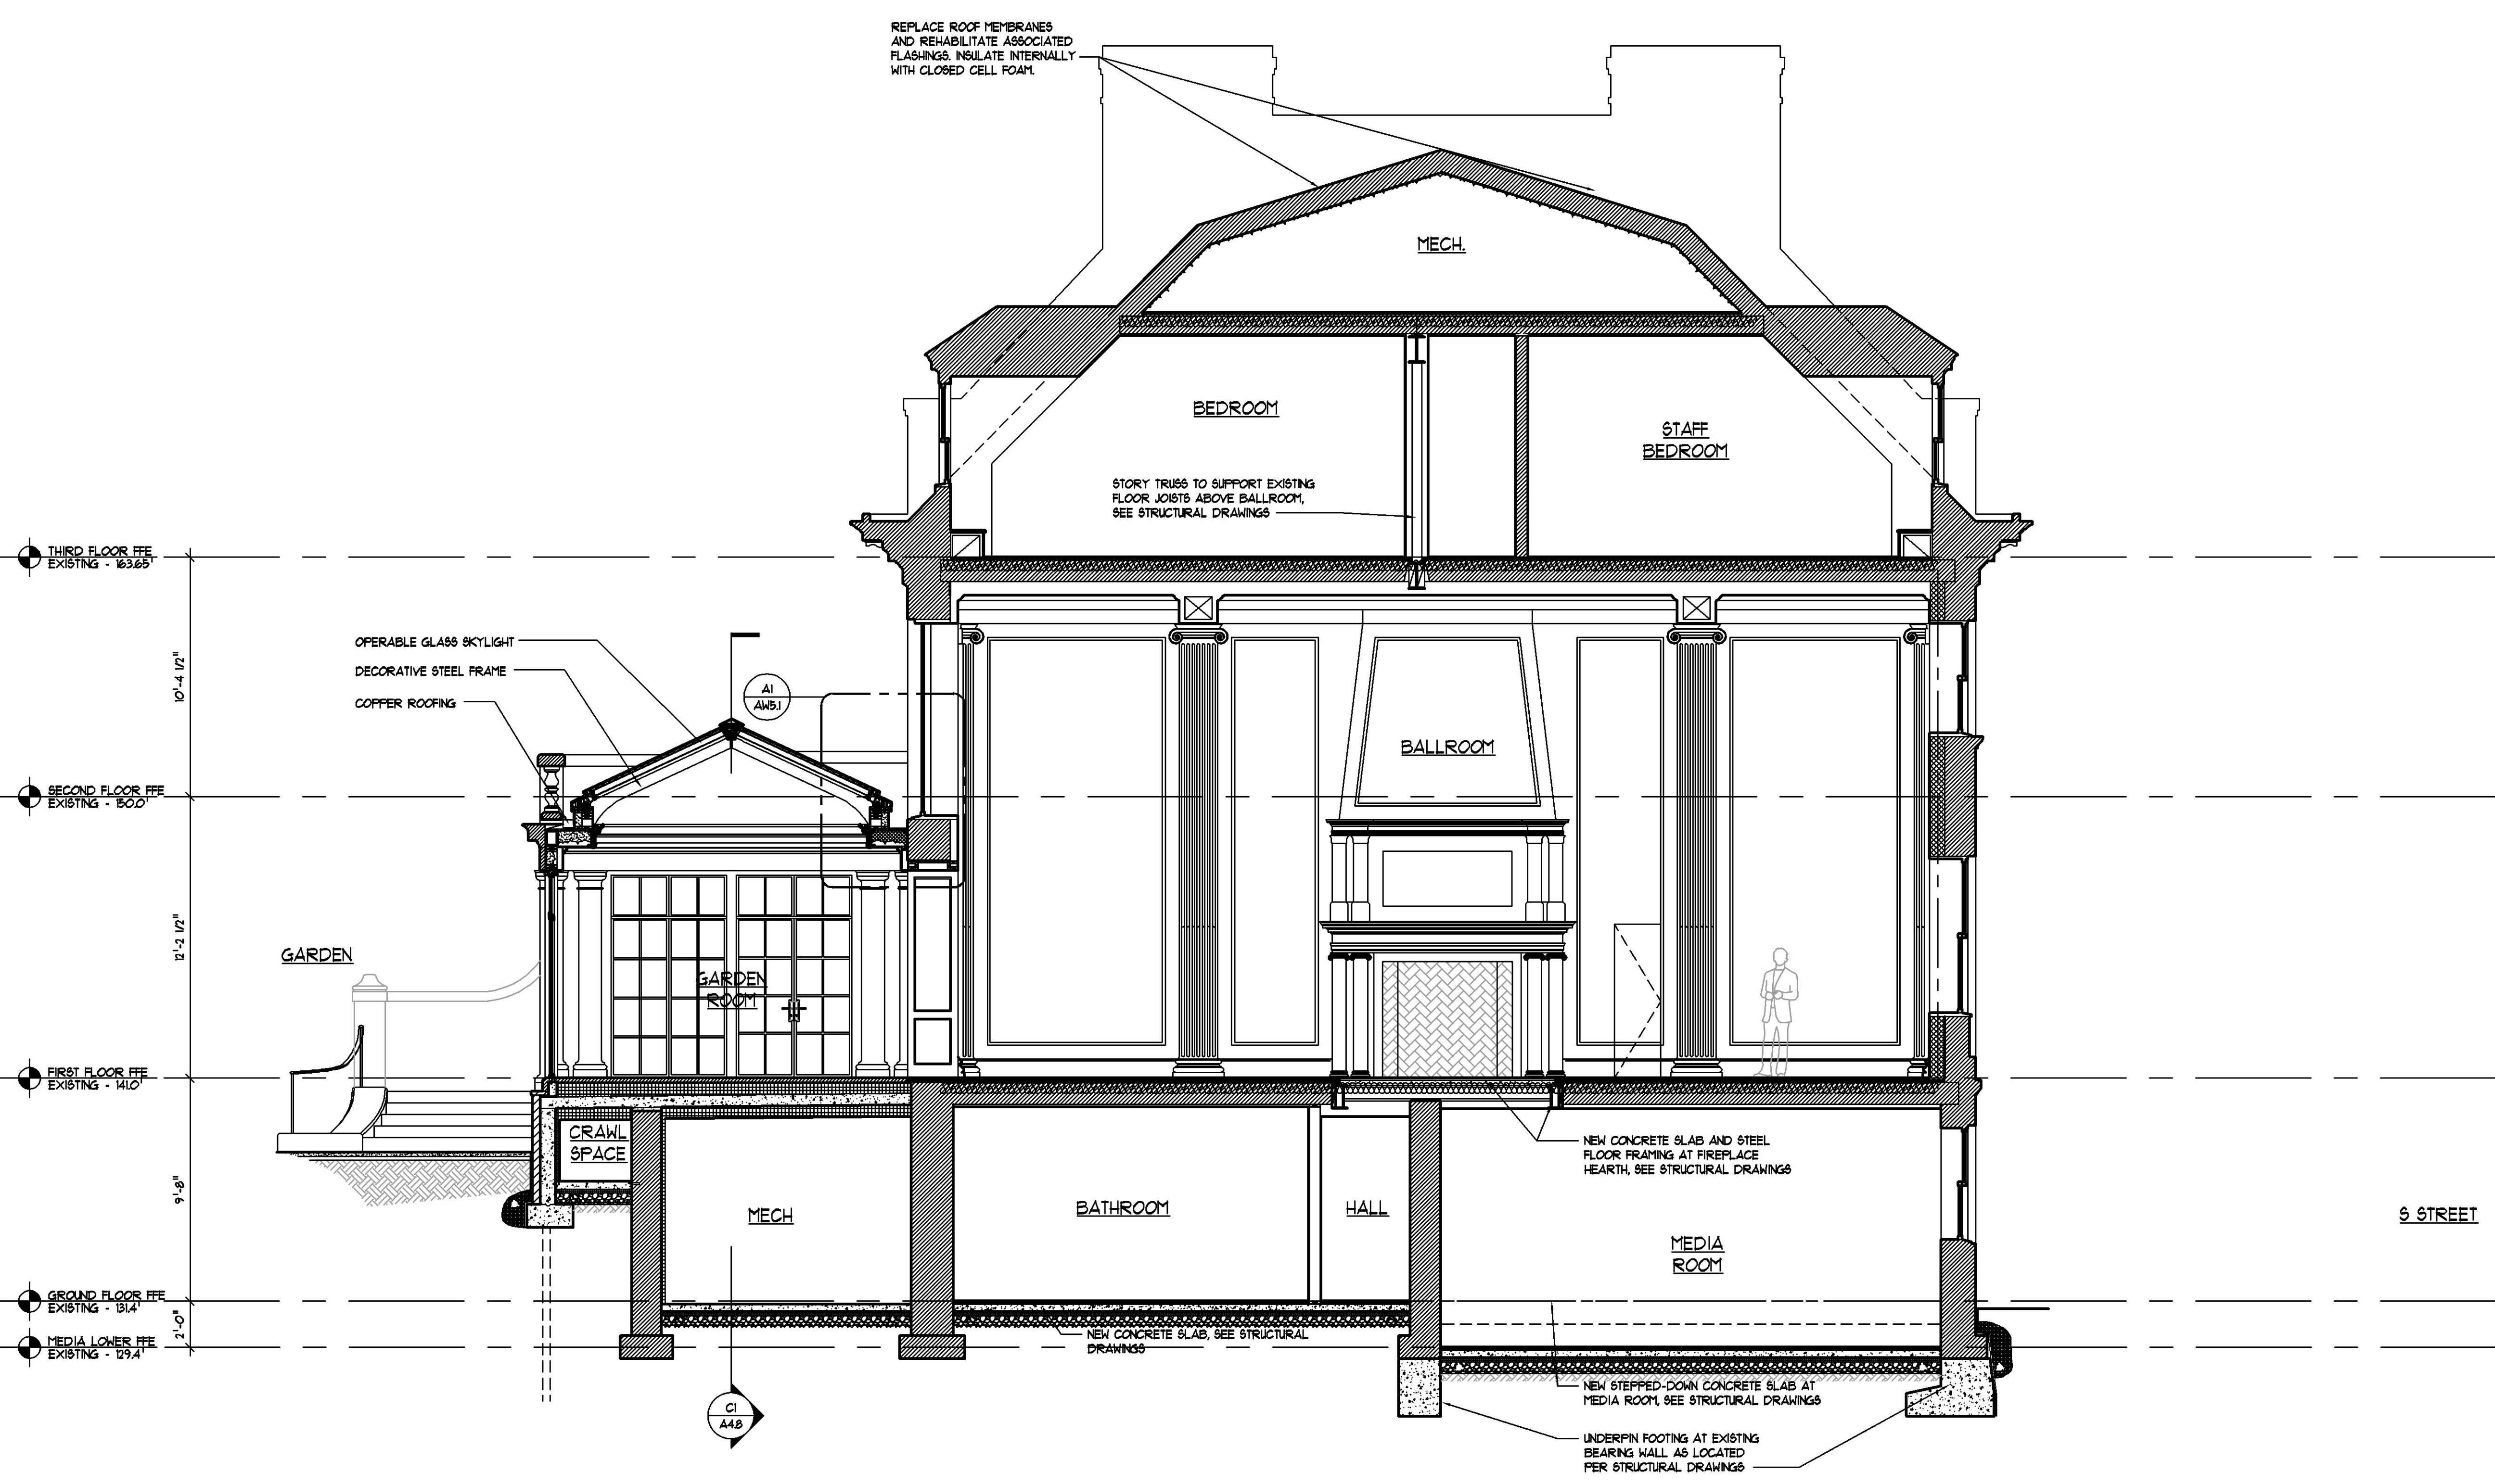 REPLACE ROOF MEMBRANES
AND REHABILITATE ASSOCIATED
FLASHINGS. INSULATE INTERNALLY
WITH CLOSED CELL FOAM.
MECH.
BEDROOM
STAFF
BEDROOM
STORY TRUSS TO SUPPORT EXISTING
FLOOR JOISTS ABOVE BALLROOM,
SEE STRUCTURAL DRAWINGS
THIRD FLOOR FFE
EXISTING - 163.65'
10'-4 1/2"
OPERABLE GLASS SKYLIGHT
DECORATIVE STEEL FRAME
COPPER ROOFING
A1
AW5.1
BALLROOM
SECOND FLOOR FFE
EXISTING - 150.0'
12'-2 1/2"
GARDEN
GARDEN
ROOM
FIRST FLOOR FFE
EXISTING - 141.0'
CRAWL
SPACE
NEW CONCRETE SLAB AND STEEL
FLOOR FRAMING AT FIREPLACE
HEARTH, SEE STRUCTURAL DRAWINGS
9'-8"
MECH
BATHROOM
HALL
MEDIA
ROOM
S STREET
GROUND FLOOR FFE
EXISTING - 131.4'
2'-0"
MEDIA LOWER FFE
EXISTING - 129.4'
NEW CONCRETE SLAB, SEE STRUCTURAL
DRAWINGS
NEW STEPPED-DOWN CONCRETE SLAB AT
MEDIA ROOM, SEE STRUCTURAL DRAWINGS
C1
A4.8
UNDERPIN FOOTING AT EXISTING
BEARING WALL AS LOCATED
PER STRUCTURAL DRAWINGS